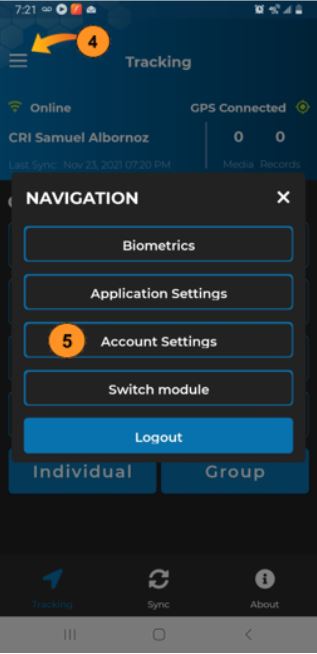 7:21
4
Tracking
Online
GPS Connected
CRI Samuel Albornoz
0 0
Last Sync: Nov 23, 2021 07:20 PM
Media Records
NAVIGATION
Biometrics
Application Settings
5
Account Settings
Switch module
Logout
Individual
Group
Tracking
Sync
About